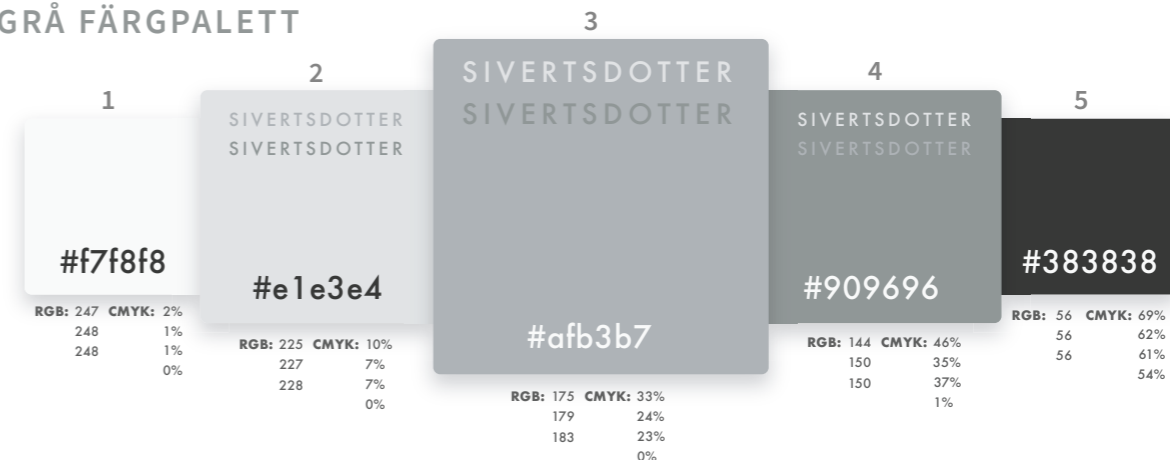 GRÅ FÄRGPALETT
1
#f7f8f8
RGB: 247 CMYK: 2%
248 1%
248 1%
0%
2
SIVERTSDOTTER
SIVERTSDOTTER
#e1e3e4
RGB: 225 CMYK: 10%
227 7%
228 7%
0%
3
SIVERTSDOTTER
SIVERTSDOTTER
#afb3b7
RGB: 175 CMYK: 33%
179 24%
183 23%
0%
4
SIVERTSDOTTER
SIVERTSDOTTER
#909696
RGB: 144 CMYK: 46%
150 35%
150 37%
1%
5
#383838
RGB: 56 CMYK: 69%
56 62%
56 61%
54%